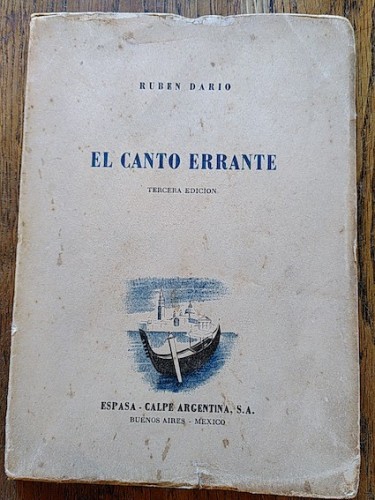 RUBEN DARIO
EL CANTO ERRANTE
TERCERA EDICION
ESPASA - CALPE ARGENTINA, S.A.
BUENOS AIRES - MEXICO